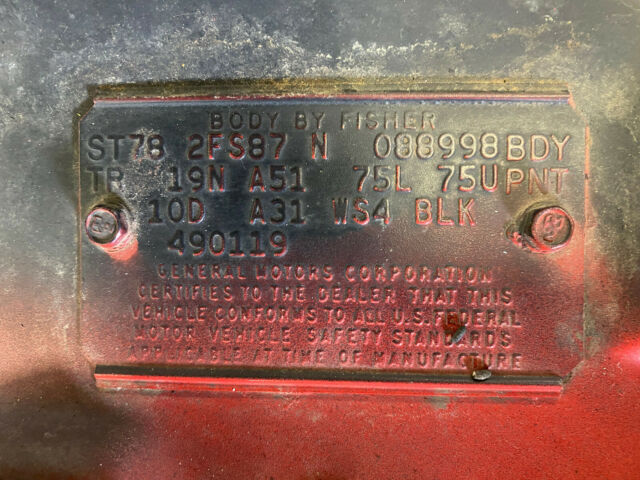 BODY BY FISHER
ST78 2FS87 N 088998 BDY
TR 19N A51 75L 75U PNT
10D A31 WS4 BLK
490119
GENERAL MOTORS CORPORATION
CERTIFIES TO THE DEALER THAT THIS
VEHICLE CONFORMS TO ALL U.S. FEDERAL
MOTOR VEHICLE SAFETY STANDARDS
APPLICABLE AT TIME OF MANUFACTURE